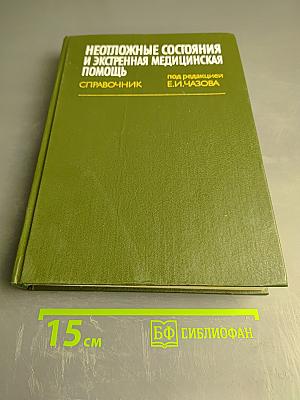 НЕОТЛОЖНЫЕ СОСТОЯНИЯ
И ЭКСТРЕННАЯ МЕДИЦИНСКАЯ
ПОМОЩЬ
под редакцией
СПРАВОЧНИК Е.И.ЧАЗОВА
15 см БФ БИБЛИОФАН